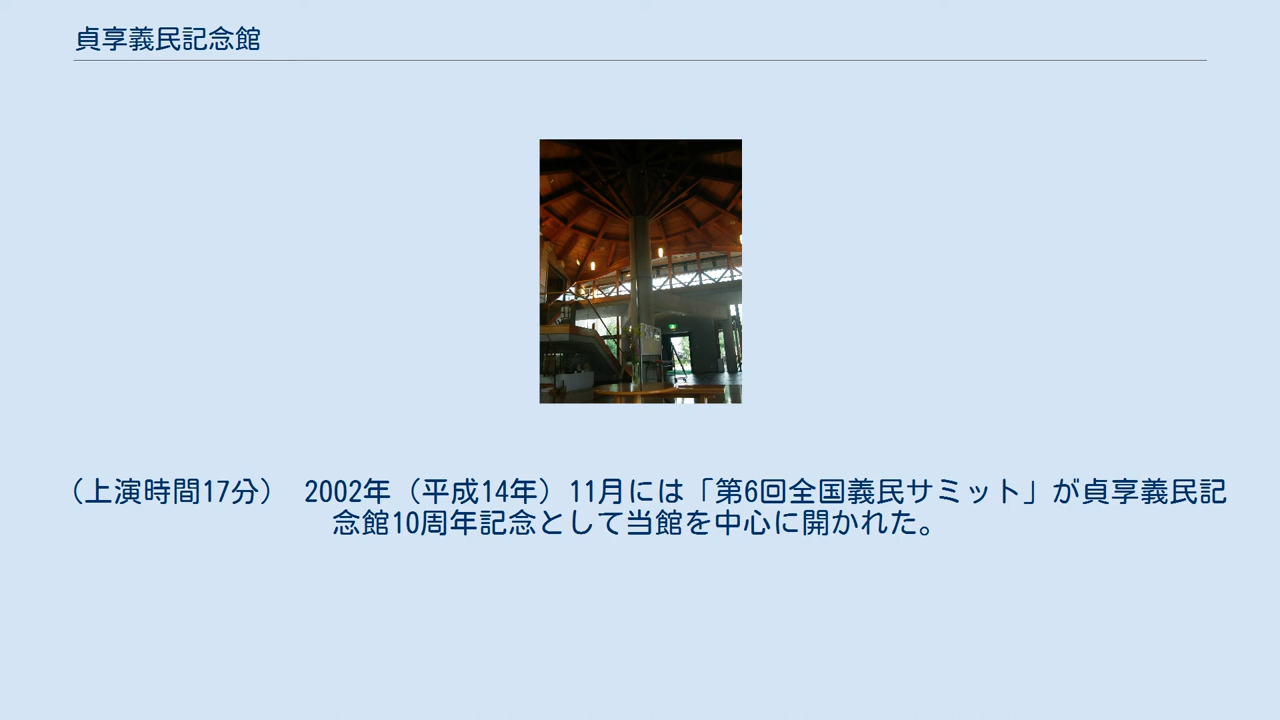 貞享義民記念館
（上演時間17分）　2002年（平成14年）11月には「第6回全国義民サミット」が貞享義民記
念館10周年記念として当館を中心に開かれた。